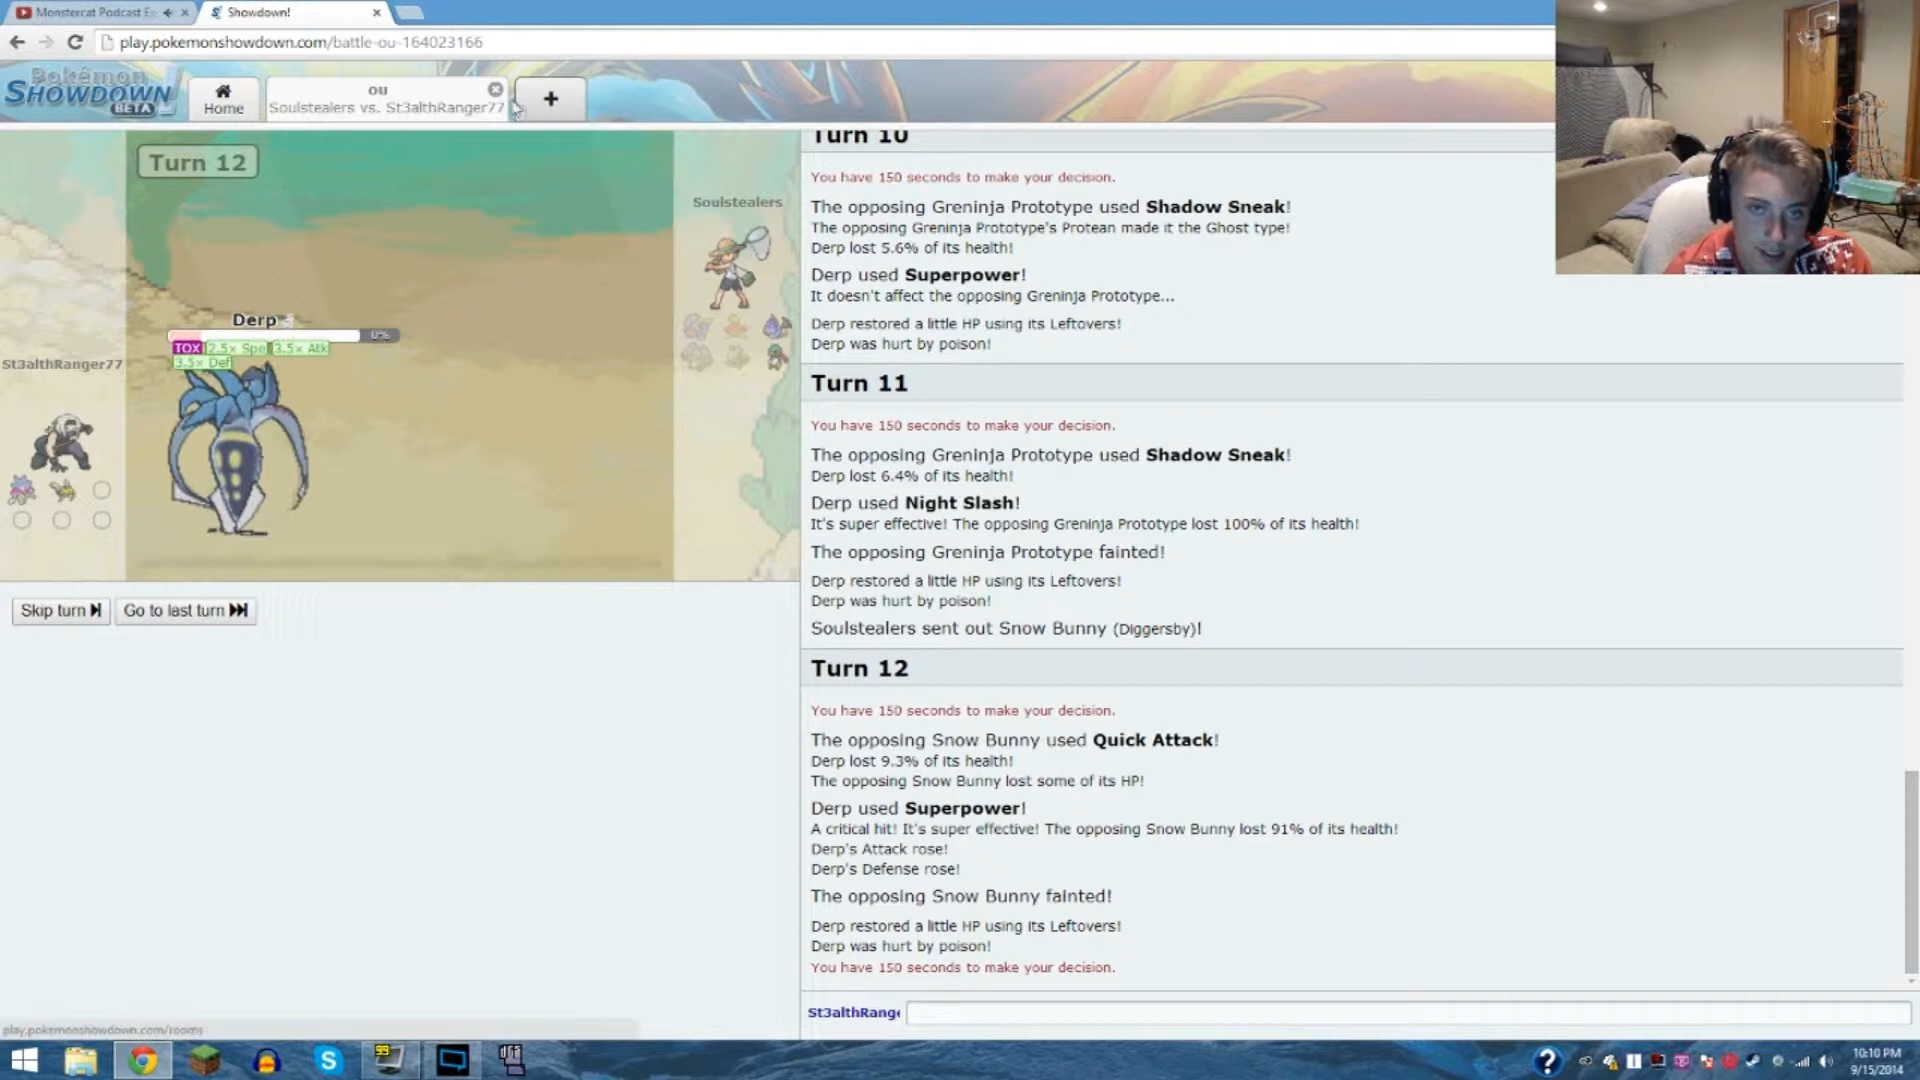 Monstercat Podcast E
Showdown!
play.pokemonshowdown.com/battle-ou-164023166
Pokémon
SHOWDOWN
BETA
Home
ou
Soulstealers vs. St3althRanger77
+
Turn 12
Soulstealers
Derp
0%
TOX 2.5× Spe 3.5× Atk
3.5× Def
St3althRanger77
Skip turn
Go to last turn
Turn 10
You have 150 seconds to make your decision.
The opposing Greninja Prototype used Shadow Sneak!
The opposing Greninja Prototype's Protean made it the Ghost type!
Derp lost 5.6% of its health!
Derp used Superpower!
It doesn't affect the opposing Greninja Prototype...
Derp restored a little HP using its Leftovers!
Derp was hurt by poison!
Turn 11
You have 150 seconds to make your decision.
The opposing Greninja Prototype used Shadow Sneak!
Derp lost 6.4% of its health!
Derp used Night Slash!
It's super effective! The opposing Greninja Prototype lost 100% of its health!
The opposing Greninja Prototype fainted!
Derp restored a little HP using its Leftovers!
Derp was hurt by poison!
Soulstealers sent out Snow Bunny (Diggersby)!
Turn 12
You have 150 seconds to make your decision.
The opposing Snow Bunny used Quick Attack!
Derp lost 9.3% of its health!
The opposing Snow Bunny lost some of its HP!
Derp used Superpower!
A critical hit! It's super effective! The opposing Snow Bunny lost 91% of its health!
Derp's Attack rose!
Derp's Defense rose!
The opposing Snow Bunny fainted!
Derp restored a little HP using its Leftovers!
Derp was hurt by poison!
You have 150 seconds to make your decision.
St3althRange
play.pokemonshowdown.com/rooms
99
10:10 PM
9/15/2014